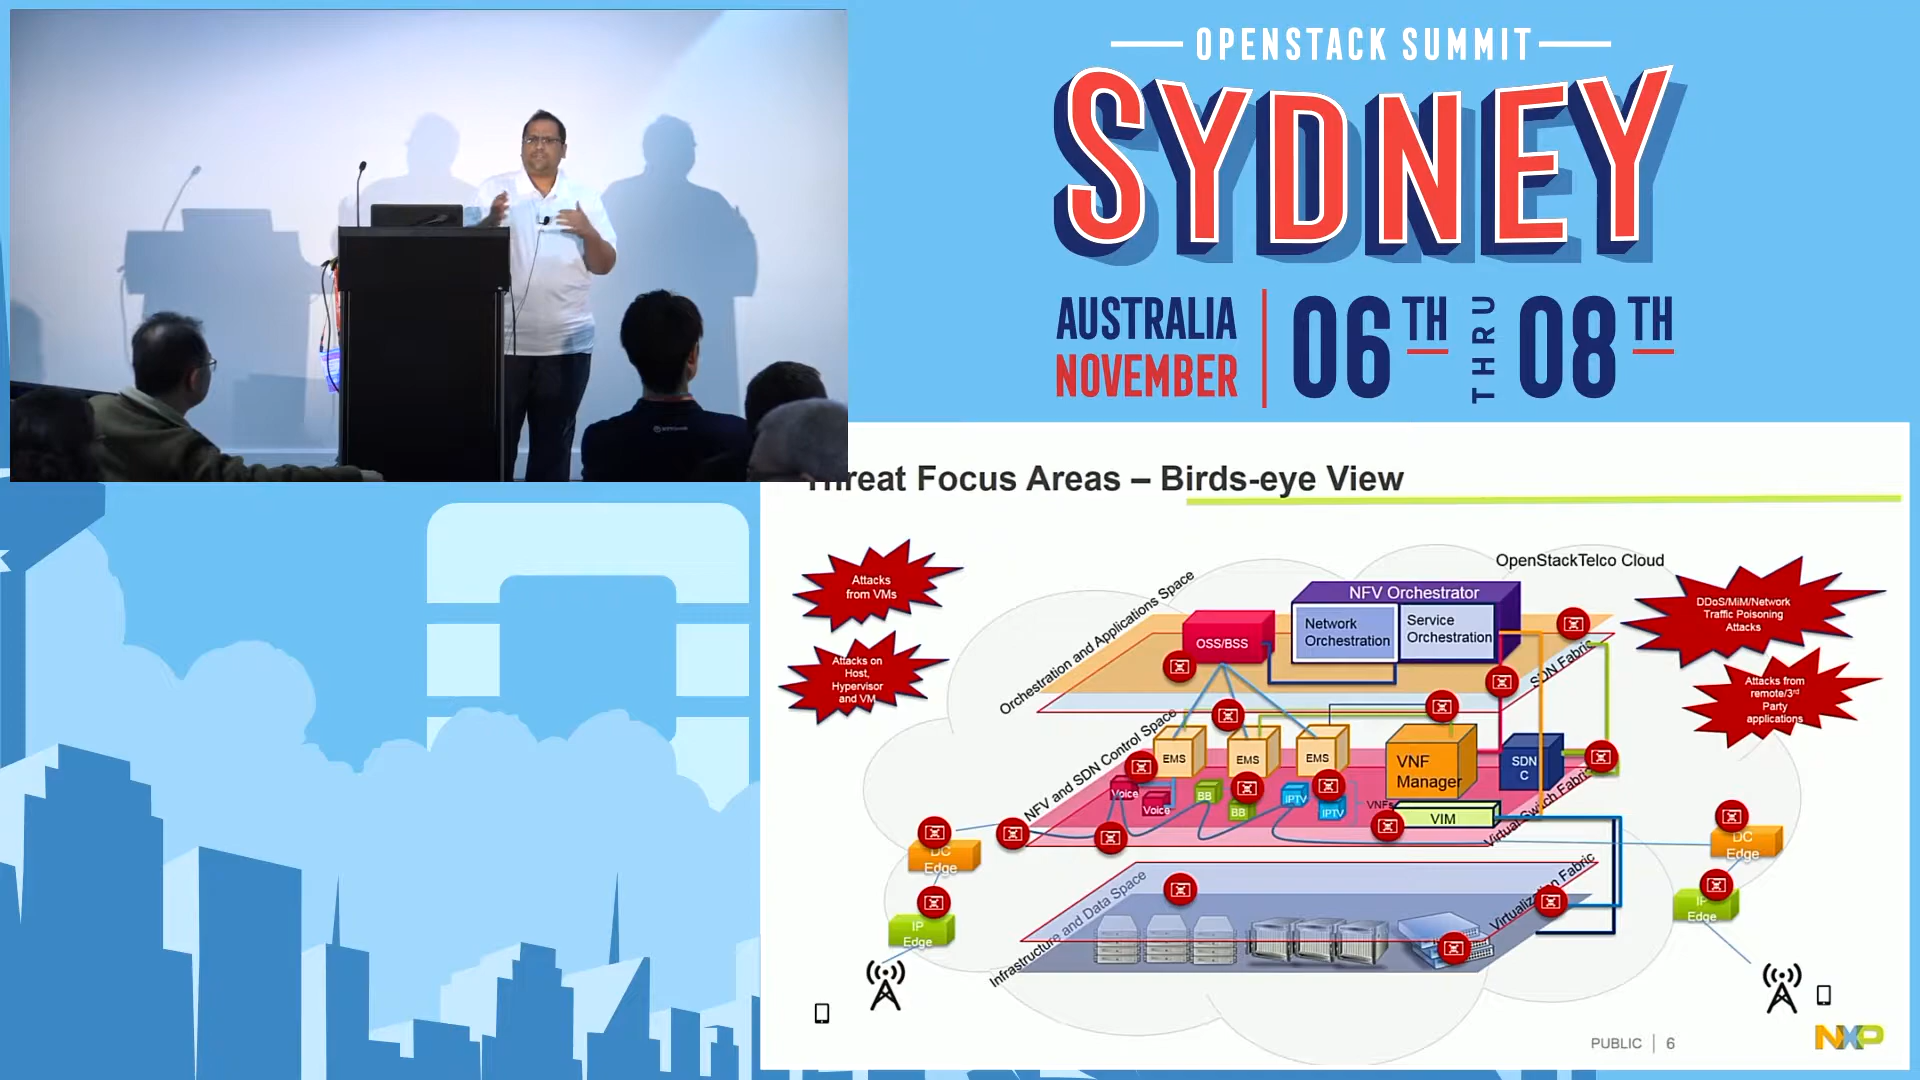 OPENSTACK SUMMIT
SYDNEY
AUSTRALIA
NOVEMBER
06TH
THRU
08TH
Threat Focus Areas – Birds-eye View
Attacks
from VMs
Attacks on
Host,
Hypervisor
and VM
OpenStackTelco Cloud
DDoS/MiM/Network
Traffic Poisoning
Attacks
Attacks from
remote/3rd
Party
applications
Orchestration and Applications Space
NFV Orchestrator
Network
Orchestration
Service
Orchestration
OSS/BSS
SDN Fabric
NFV and SDN Control Space
EMS
EMS
EMS
VNF
Manager
SDN
C
Voice
Voice
BB
BB
IPTV
IPTV
VNFs
VIM
Virtual Switch Fabric
DC
Edge
IP
Edge
DC
Edge
IP
Edge
Infrastructure and Data Space
Virtualization Fabric
PUBLIC | 6
NXP